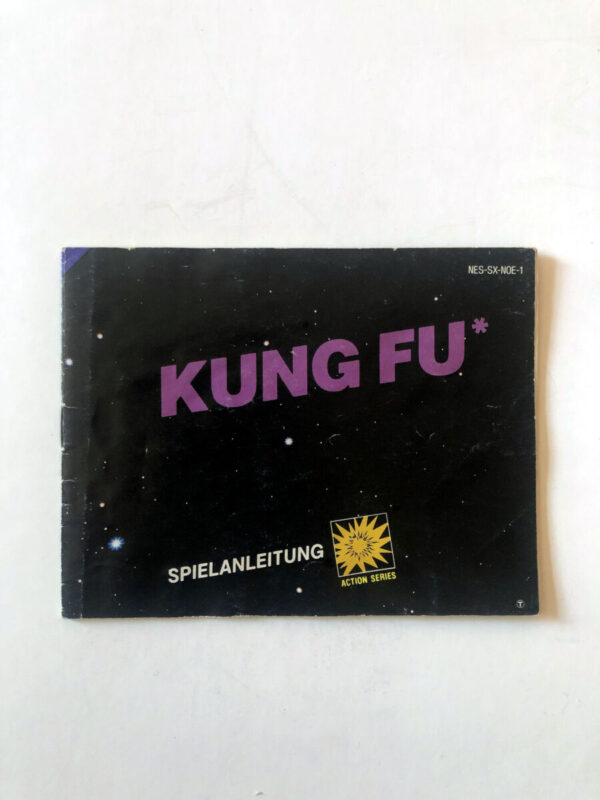 NES-SX-NOE-1
KUNG FU*
SPIELANLEITUNG
ACTION SERIES
T